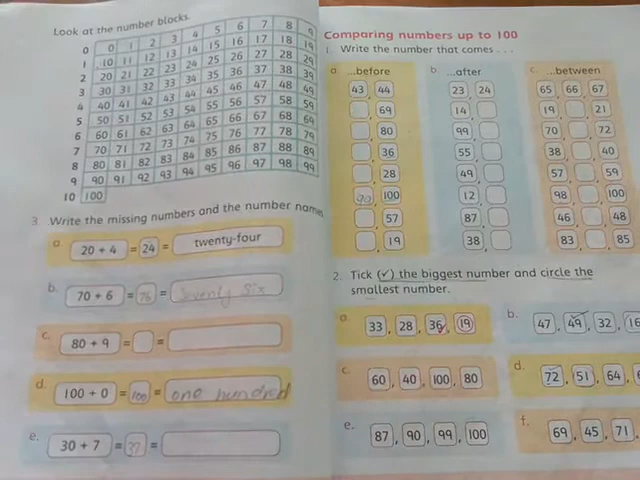 Look at the number blocks.
0 1 2 3 4 5 6 7 8 9
0 0 1 2 3 4 5 6 7 8 9
1 10 11 12 13 14 15 16 17 18 19
2 20 21 22 23 24 25 26 27 28 29
3 30 31 32 33 34 35 36 37 38 39
4 40 41 42 43 44 45 46 47 48 49
5 50 51 52 53 54 55 56 57 58 59
6 60 61 62 63 64 65 66 67 68 69
7 70 71 72 73 74 75 76 77 78 79
8 80 81 82 83 84 85 86 87 88 89
9 90 91 92 93 94 95 96 97 98 99
10 100
3. Write the missing numbers and the number names
a 20 + 4 = 24 = twenty-four
b. 70 + 6 = 76 = Seventy Six
c. 80 + 9 = =
d. 100 + 0 = 100 = one hundred
e. 30 + 7 = 37 =
Comparing numbers up to 100
1. Write the number that comes . . .
a ...before
43, 44
, 69
, 80
, 36
, 28
90, 100
, 57
, 19
b. ...after
23, 24
14,
99,
55,
49,
12,
87,
38,
c. ...between
65, 66, 67
19, , 21
70, , 72
38, , 40
57, , 59
98, , 100
46, , 48
83, , 85
2. Tick (✓) the biggest number and circle the
smallest number.
a. 33, 28, 36, 19
b. 47, 49, 32, 16
c. 60, 40, 100, 80
d. 72, 51, 64,
e. 87, 90, 99, 100
f. 69, 45, 71,